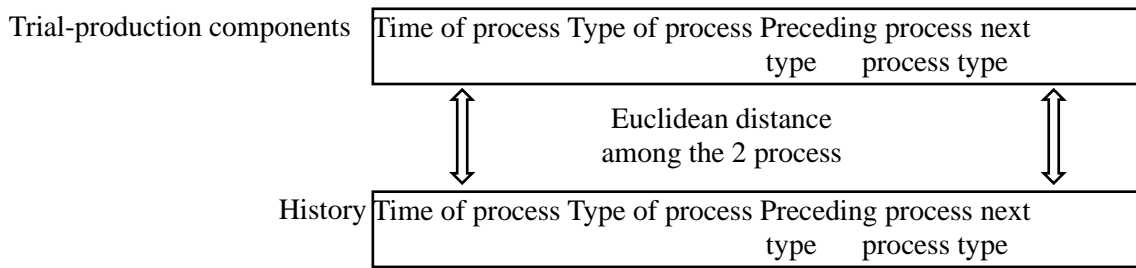 Trial-production components
Time of process Type of process Preceding process next
type process type
Euclidean distance
among the 2 process
History
Time of process Type of process Preceding process next
type process type